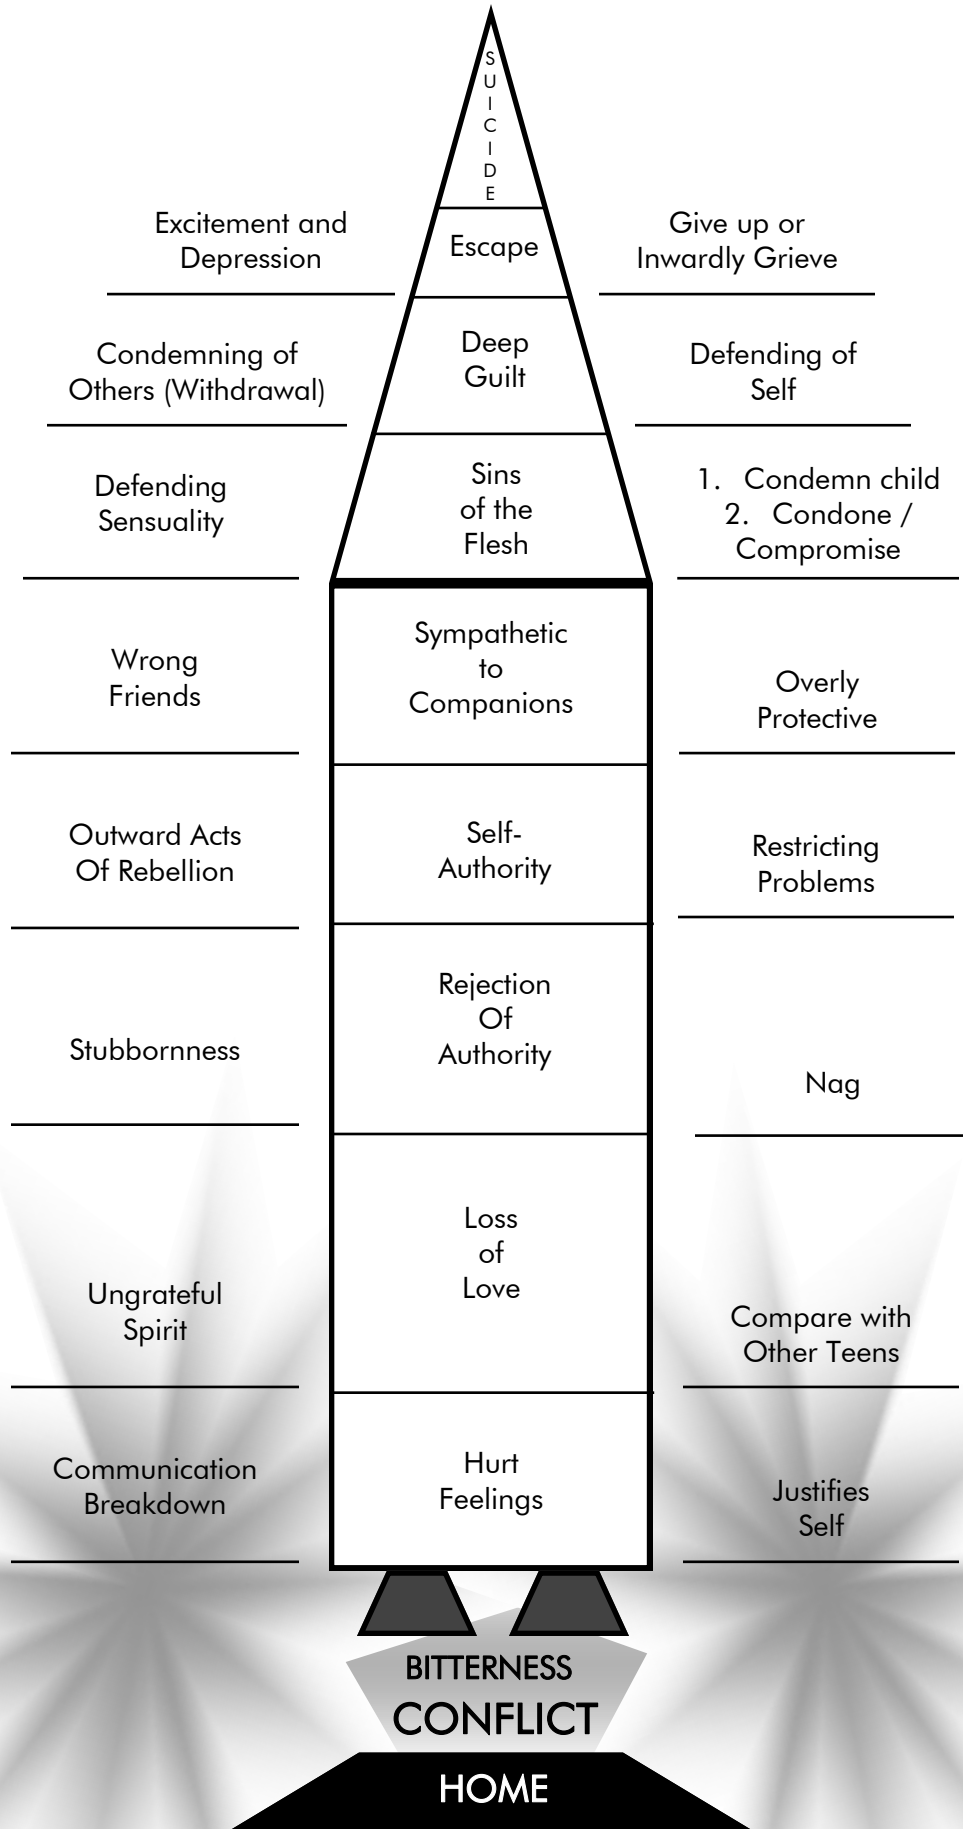 S
U
I
C
I
D
E
Excitement and
Depression
Escape
Give up or
Inwardly Grieve
Condemning of
Others (Withdrawal)
Deep
Guilt
Defending of
Self
Defending
Sensuality
Sins
of the
Flesh
1. Condemn child
2. Condone /
Compromise
Wrong
Friends
Sympathetic
to
Companions
Overly
Protective
Outward Acts
Of Rebellion
Self-
Authority
Restricting
Problems
Stubbornness
Rejection
Of
Authority
Nag
Ungrateful
Spirit
Loss
of
Love
Compare with
Other Teens
Communication
Breakdown
Hurt
Feelings
Justifies
Self
BITTERNESS
CONFLICT
HOME